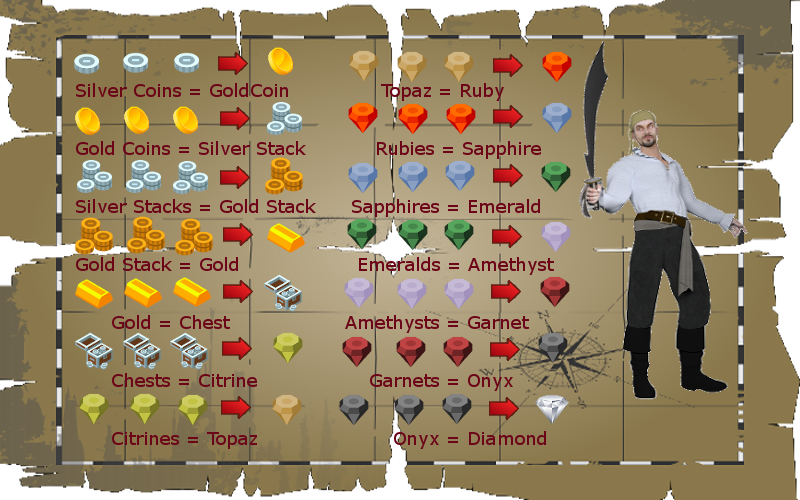 Silver Coins = GoldCoin
Gold Coins = Silver Stack
Silver Stacks = Gold Stack
Gold Stack = Gold
Gold = Chest
Chests = Citrine
Citrines = Topaz
Topaz = Ruby
Rubies = Sapphire
Sapphires = Emerald
Emeralds = Amethyst
Amethysts = Garnet
Garnets = Onyx
Onyx = Diamond